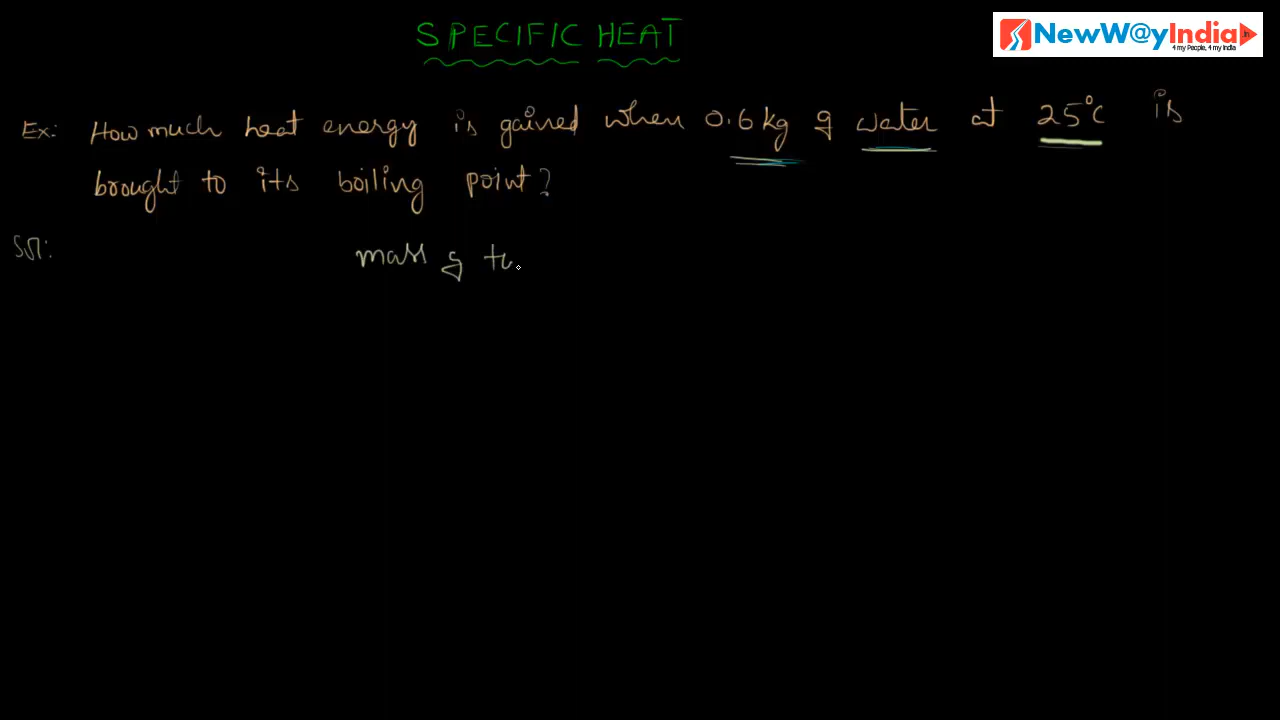 SPECIFIC HEAT
NewW@yIndia.in
4 my People, 4 my India
Ex: How much heat energy is gained when 0.6 kg of water at 25°C is
brought to its boiling point?
Sol:
mass of